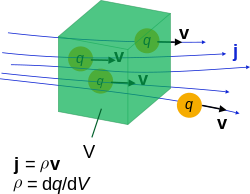 q v
j
q v
q v
q
v
V
j = ρv
ρ = dq/dV